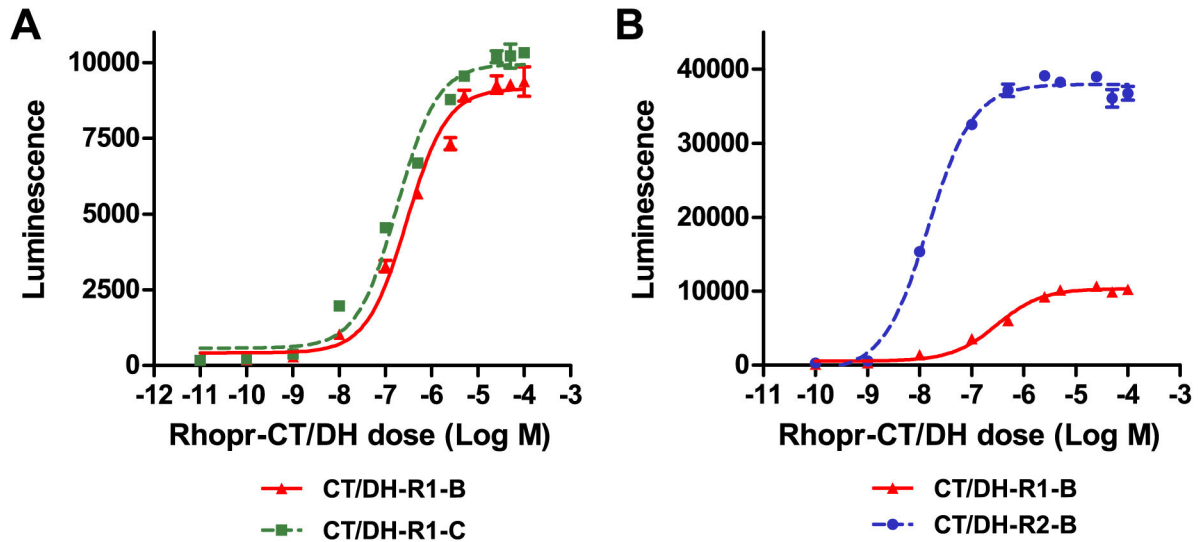 A
Luminescence
10000
7500
5000
2500
0
-12 -11 -10 -9 -8 -7 -6 -5 -4 -3
Rhopr-CT/DH dose (Log M)
CT/DH-R1-B
CT/DH-R1-C
B
Luminescence
40000
30000
20000
10000
0
-11 -10 -9 -8 -7 -6 -5 -4 -3
Rhopr-CT/DH dose (Log M)
CT/DH-R1-B
CT/DH-R2-B